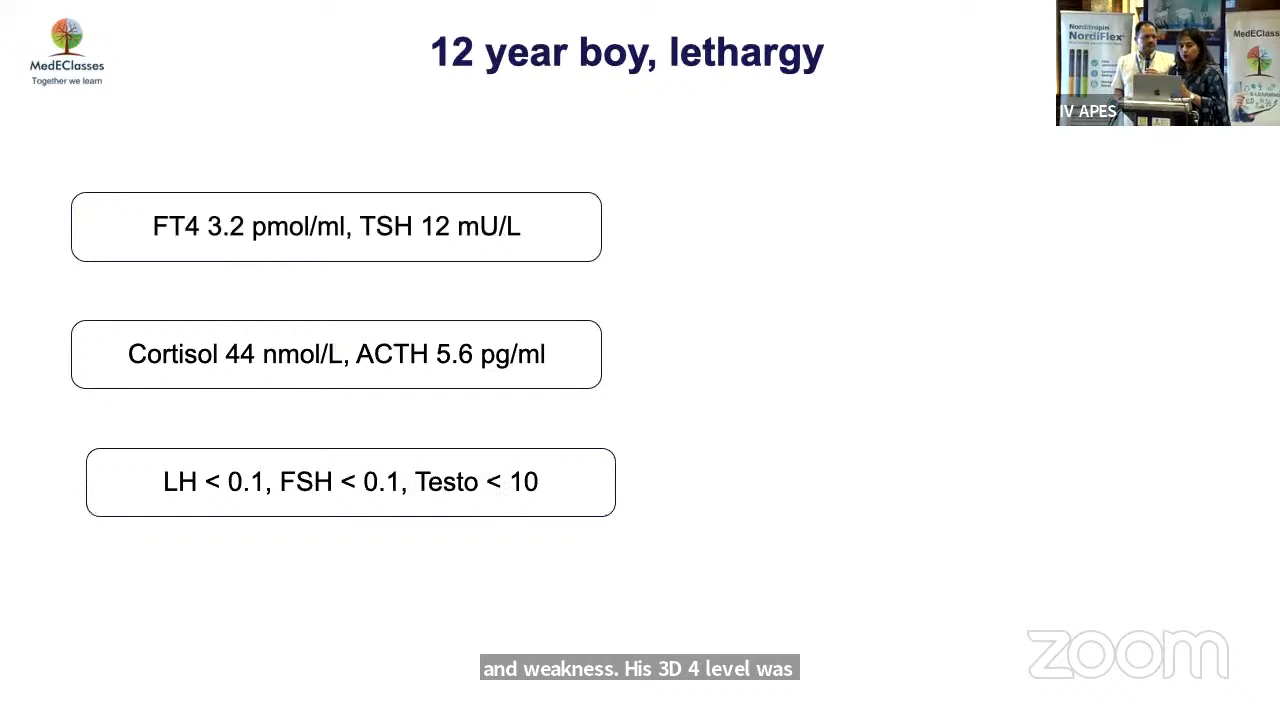 MedEClasses
Together we learn
12 year boy, lethargy
Norditropin
NordiFlex®
MedEClass
IV APES
FT4 3.2 pmol/ml, TSH 12 mU/L
Cortisol 44 nmol/L, ACTH 5.6 pg/ml
LH < 0.1, FSH < 0.1, Testo < 10
zoom
and weakness. His 3D 4 level was